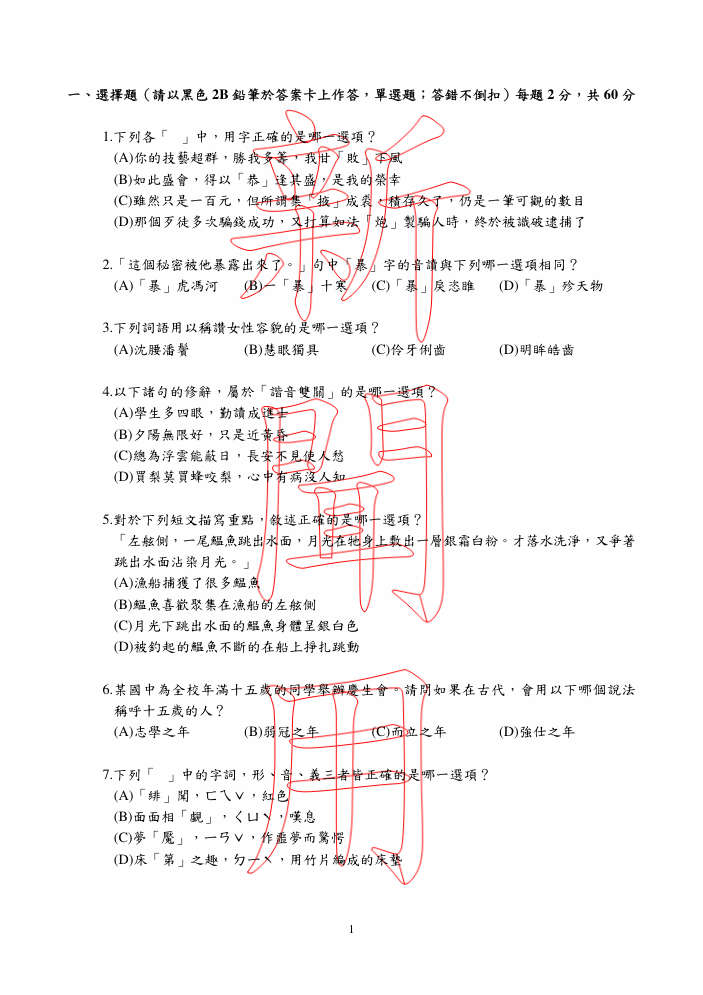 一、選擇題（請以黑色 2B 鉛筆於答案卡上作答，單選題；答錯不倒扣）每題 2 分，共 60 分
1.下列各「　」中，用字正確的是哪一選項？
(A)你的技藝超群，勝我多籌，我甘「敗」下風
(B)如此盛會，得以「恭」逢其盛，是我的榮幸
(C)雖然只是一百元，但所謂集「掖」成裘，積存久了，仍是一筆可觀的數目
(D)那個歹徒多次騙錢成功，又打算如法「炮」製騙人時，終於被識破逮捕了
2.「這個秘密被他暴露出來了。」句中「暴」字的音讀與下列哪一選項相同？
(A)「暴」虎馮河 (B)一「暴」十寒 (C)「暴」戾恣睢 (D)「暴」殄天物
3.下列詞語用以稱讚女性容貌的是哪一選項？
(A)沈腰潘鬢 (B)慧眼獨具 (C)伶牙俐齒 (D)明眸皓齒
4.以下諸句的修辭，屬於「諧音雙關」的是哪一選項？
(A)學生多四眼，勤讀成進士
(B)夕陽無限好，只是近黃昏
(C)總為浮雲能蔽日，長安不見使人愁
(D)買梨莫買蜂咬梨，心中有病沒人知
5.對於下列短文描寫重點，敘述正確的是哪一選項？
「左舷側，一尾鱰魚跳出水面，月光在牠身上敷出一層銀霜白粉。才落水洗淨，又爭著
跳出水面沾染月光。」
(A)漁船捕獲了很多鱰魚
(B)鱰魚喜歡聚集在漁船的左舷側
(C)月光下跳出水面的鱰魚身體呈銀白色
(D)被釣起的鱰魚不斷的在船上掙扎跳動
6.某國中為全校年滿十五歲的同學舉辦慶生會。請問如果在古代，會用以下哪個說法
稱呼十五歲的人？
(A)志學之年 (B)弱冠之年 (C)而立之年 (D)強仕之年
7.下列「　」中的字詞，形、音、義三者皆正確的是哪一選項？
(A)「緋」聞，ㄈㄟˇ，紅色
(B)面面相「覷」，ㄑㄩˋ，嘆息
(C)夢「魘」，ㄧㄢˇ，作噩夢而驚愕
(D)床「第」之趣，ㄉㄧˋ，用竹片編成的床墊
1
新聞用